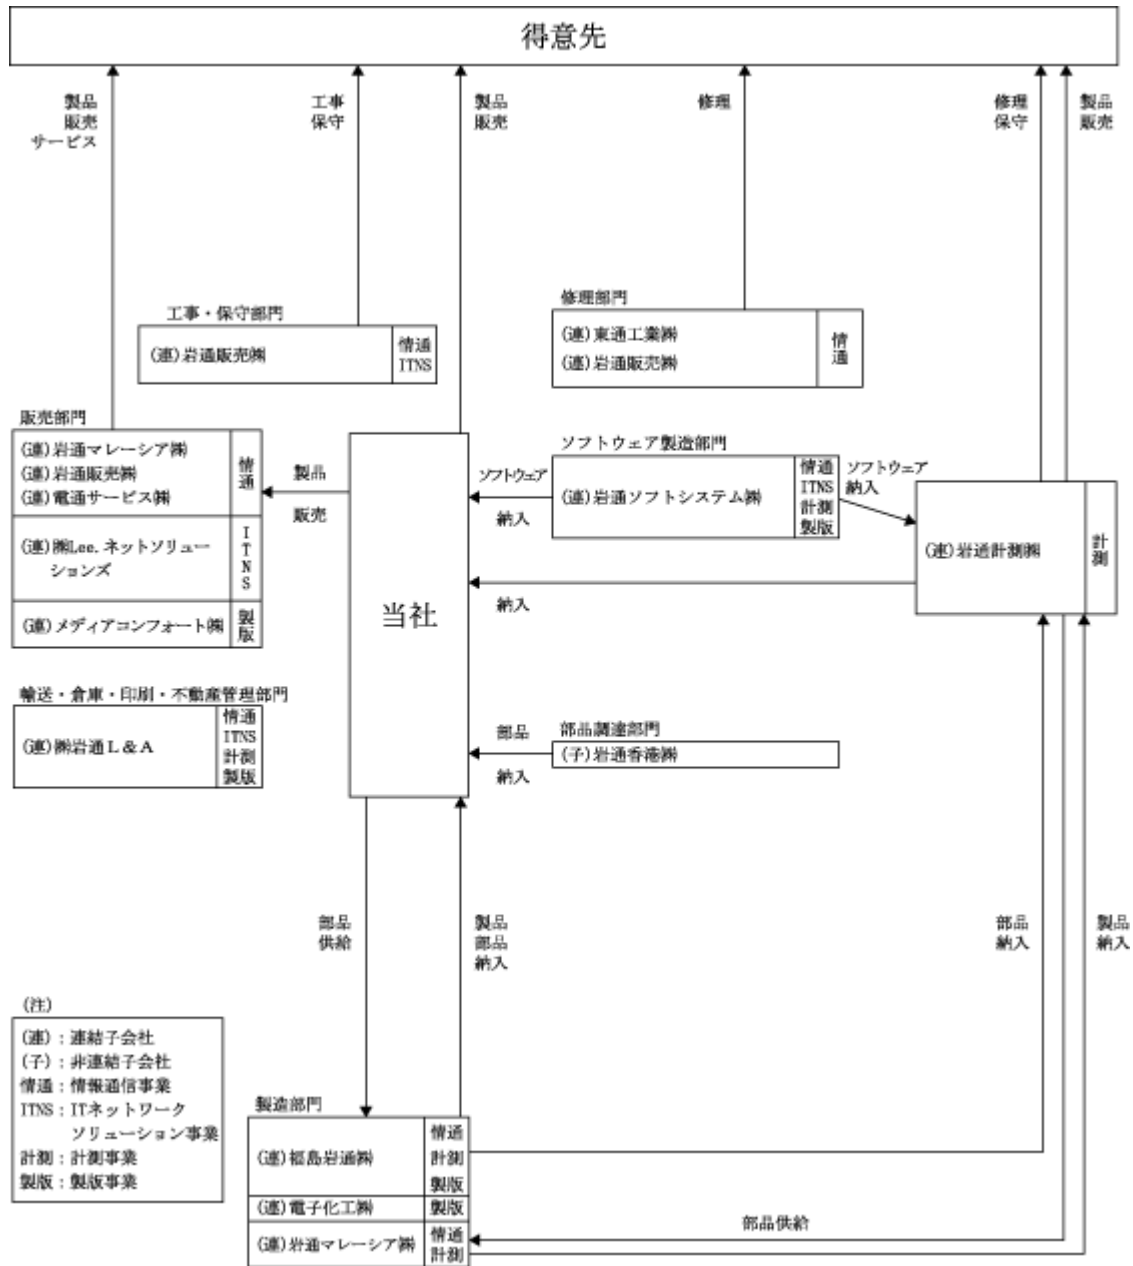 得意先
製品
販売
サービス
工事
保守
製品
販売
修理
修理
保守
製品
販売
工事・保守部門
(連)岩通販売㈱
情通
ITNS
修理部門
(連)東通工業㈱
(連)岩通販売㈱
情通
販売部門
(連)岩通マレーシア㈱
(連)岩通販売㈱
(連)電通サービス㈱
情通
(連)㈱Lee.ネットソリュー
ションズ
ITNS
(連)メディアコンフォート㈱
製版
製品
販売
当社
ソフトウェア
納入
ソフトウェア製造部門
(連)岩通ソフトシステム㈱
情通
ITNS
計測
製版
ソフトウェア
納入
(連)岩通計測㈱
計測
納入
輸送・倉庫・印刷・不動産管理部門
(連)㈱岩通L&A
情通
ITNS
計測
製版
部品
納入
部品調達部門
(子)岩通香港㈱
部品
供給
製品
部品
納入
部品
納入
製品
納入
(注)
(連)：連結子会社
(子)：非連結子会社
情通：情報通信事業
ITNS：ITネットワーク
ソリューション事業
計測：計測事業
製版：製版事業
製造部門
(連)福島岩通㈱
情通
計測
製版
(連)電子化工㈱
製版
(連)岩通マレーシア㈱
情通
計測
部品供給